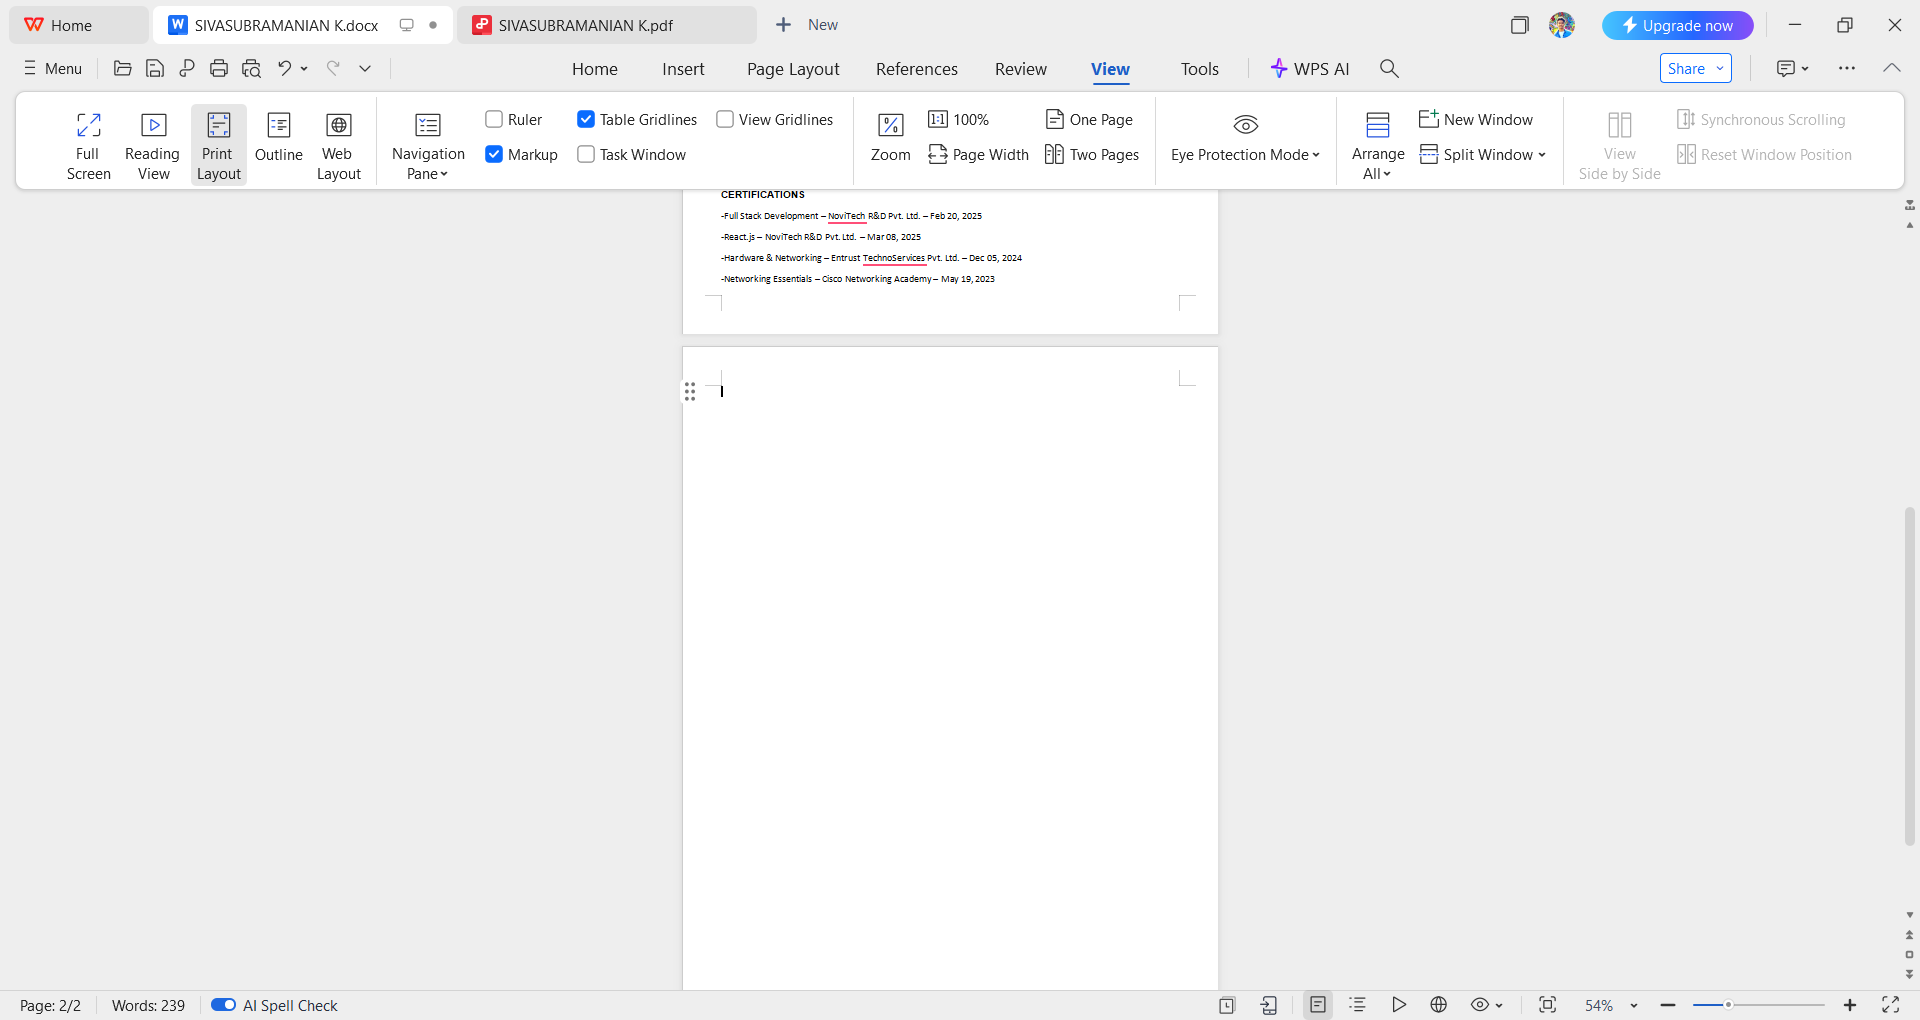 Home
SIVASUBRAMANIAN K.docx
SIVASUBRAMANIAN K.pdf
New
Upgrade now
Menu
Home
Insert
Page Layout
References
Review
View
Tools
WPS AI
Share
Full Screen
Reading View
Print Layout
Outline
Web Layout
Navigation Pane
Ruler
Markup
Table Gridlines
Task Window
View Gridlines
Zoom
1:1 100%
Page Width
One Page
Two Pages
Eye Protection Mode
Arrange All
New Window
Split Window
View Side by Side
Synchronous Scrolling
Reset Window Position
CERTIFICATIONS
-Full Stack Development – NoviTech R&D Pvt. Ltd. – Feb 20, 2025
-React.js – NoviTech R&D Pvt. Ltd. – Mar 08, 2025
-Hardware & Networking – Entrust TechnoServices Pvt. Ltd. – Dec 05, 2024
-Networking Essentials – Cisco Networking Academy – May 19, 2023
Page: 2/2
Words: 239
AI Spell Check
54%